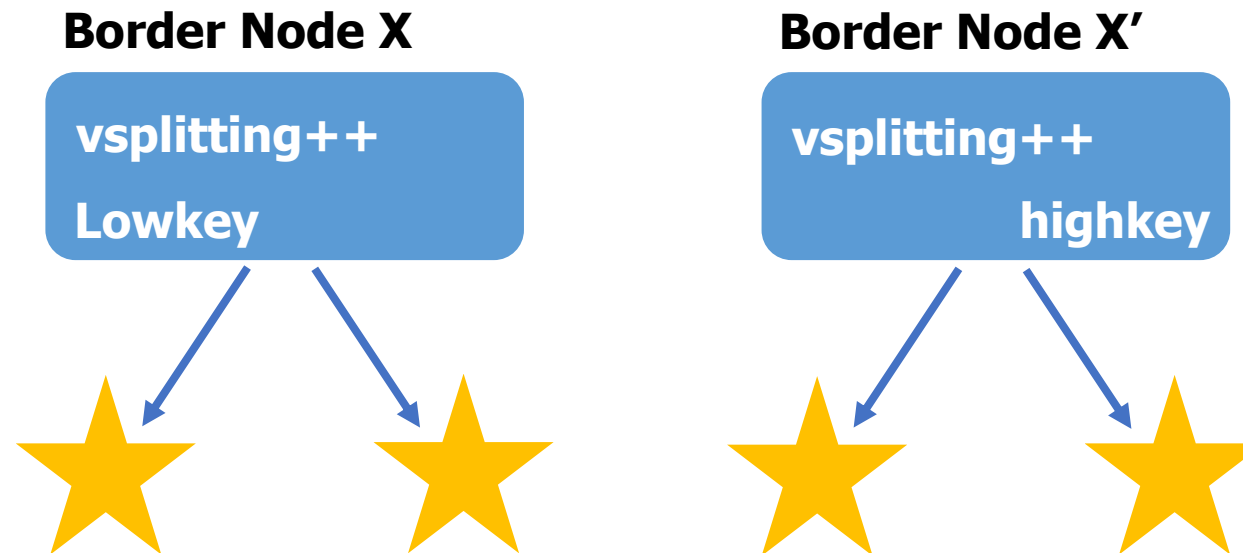 Border Node X
vsplitting++
Lowkey
Border Node X’
vsplitting++
highkey